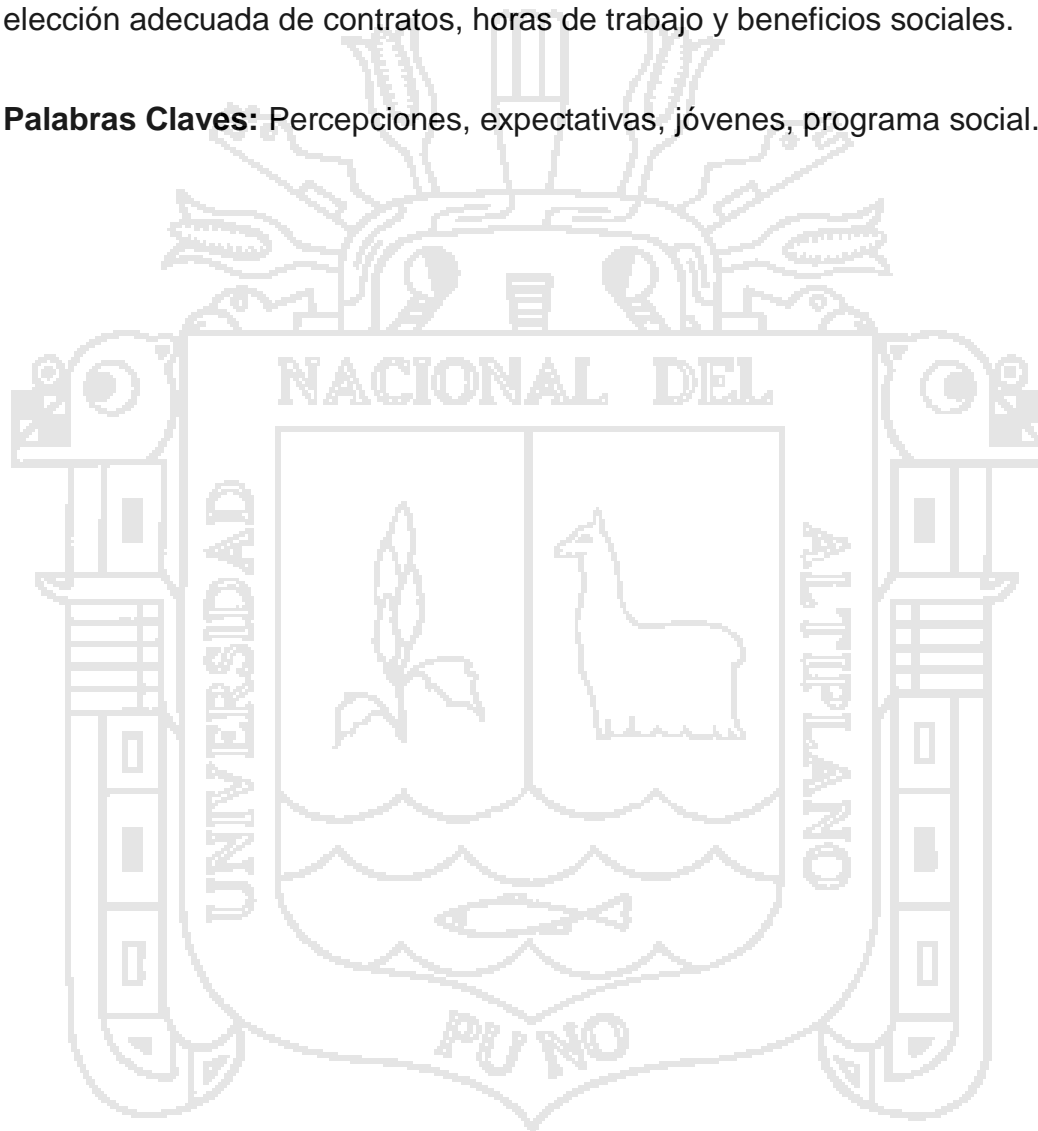 elección adecuada de contratos, horas de trabajo y beneficios sociales.
Palabras Claves: Percepciones, expectativas, jóvenes, programa social.
NACIONAL DEL
UNIVERSIDAD
ALTIPLANO
PUNO